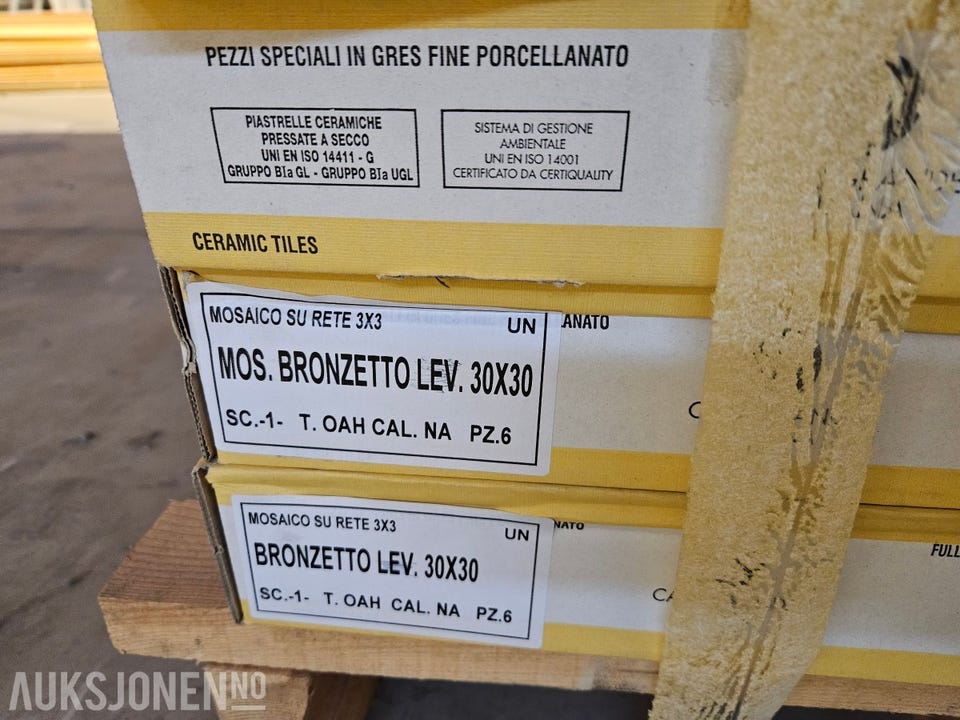 PEZZI SPECIALI IN GRES FINE PORCELLANATO
PIASTRELLE CERAMICHE
PRESSATE A SECCO
UNI EN ISO 14411 - G
GRUPPO BIa GL - GRUPPO BIa UGL
SISTEMA DI GESTIONE
AMBIENTALE
UNI EN ISO 14001
CERTIFICATO DA CERTIQUALITY
CERAMIC TILES
MOSAICO SU RETE 3X3
UN
MOS. BRONZETTO LEV. 30X30
SC.-1- T. OAH CAL. NA PZ.6
LANATO
MOSAICO SU RETE 3X3
UN
BRONZETTO LEV. 30X30
SC.-1- T. OAH CAL. NA PZ.6
NATO
FULL
AUKSJONEN NO